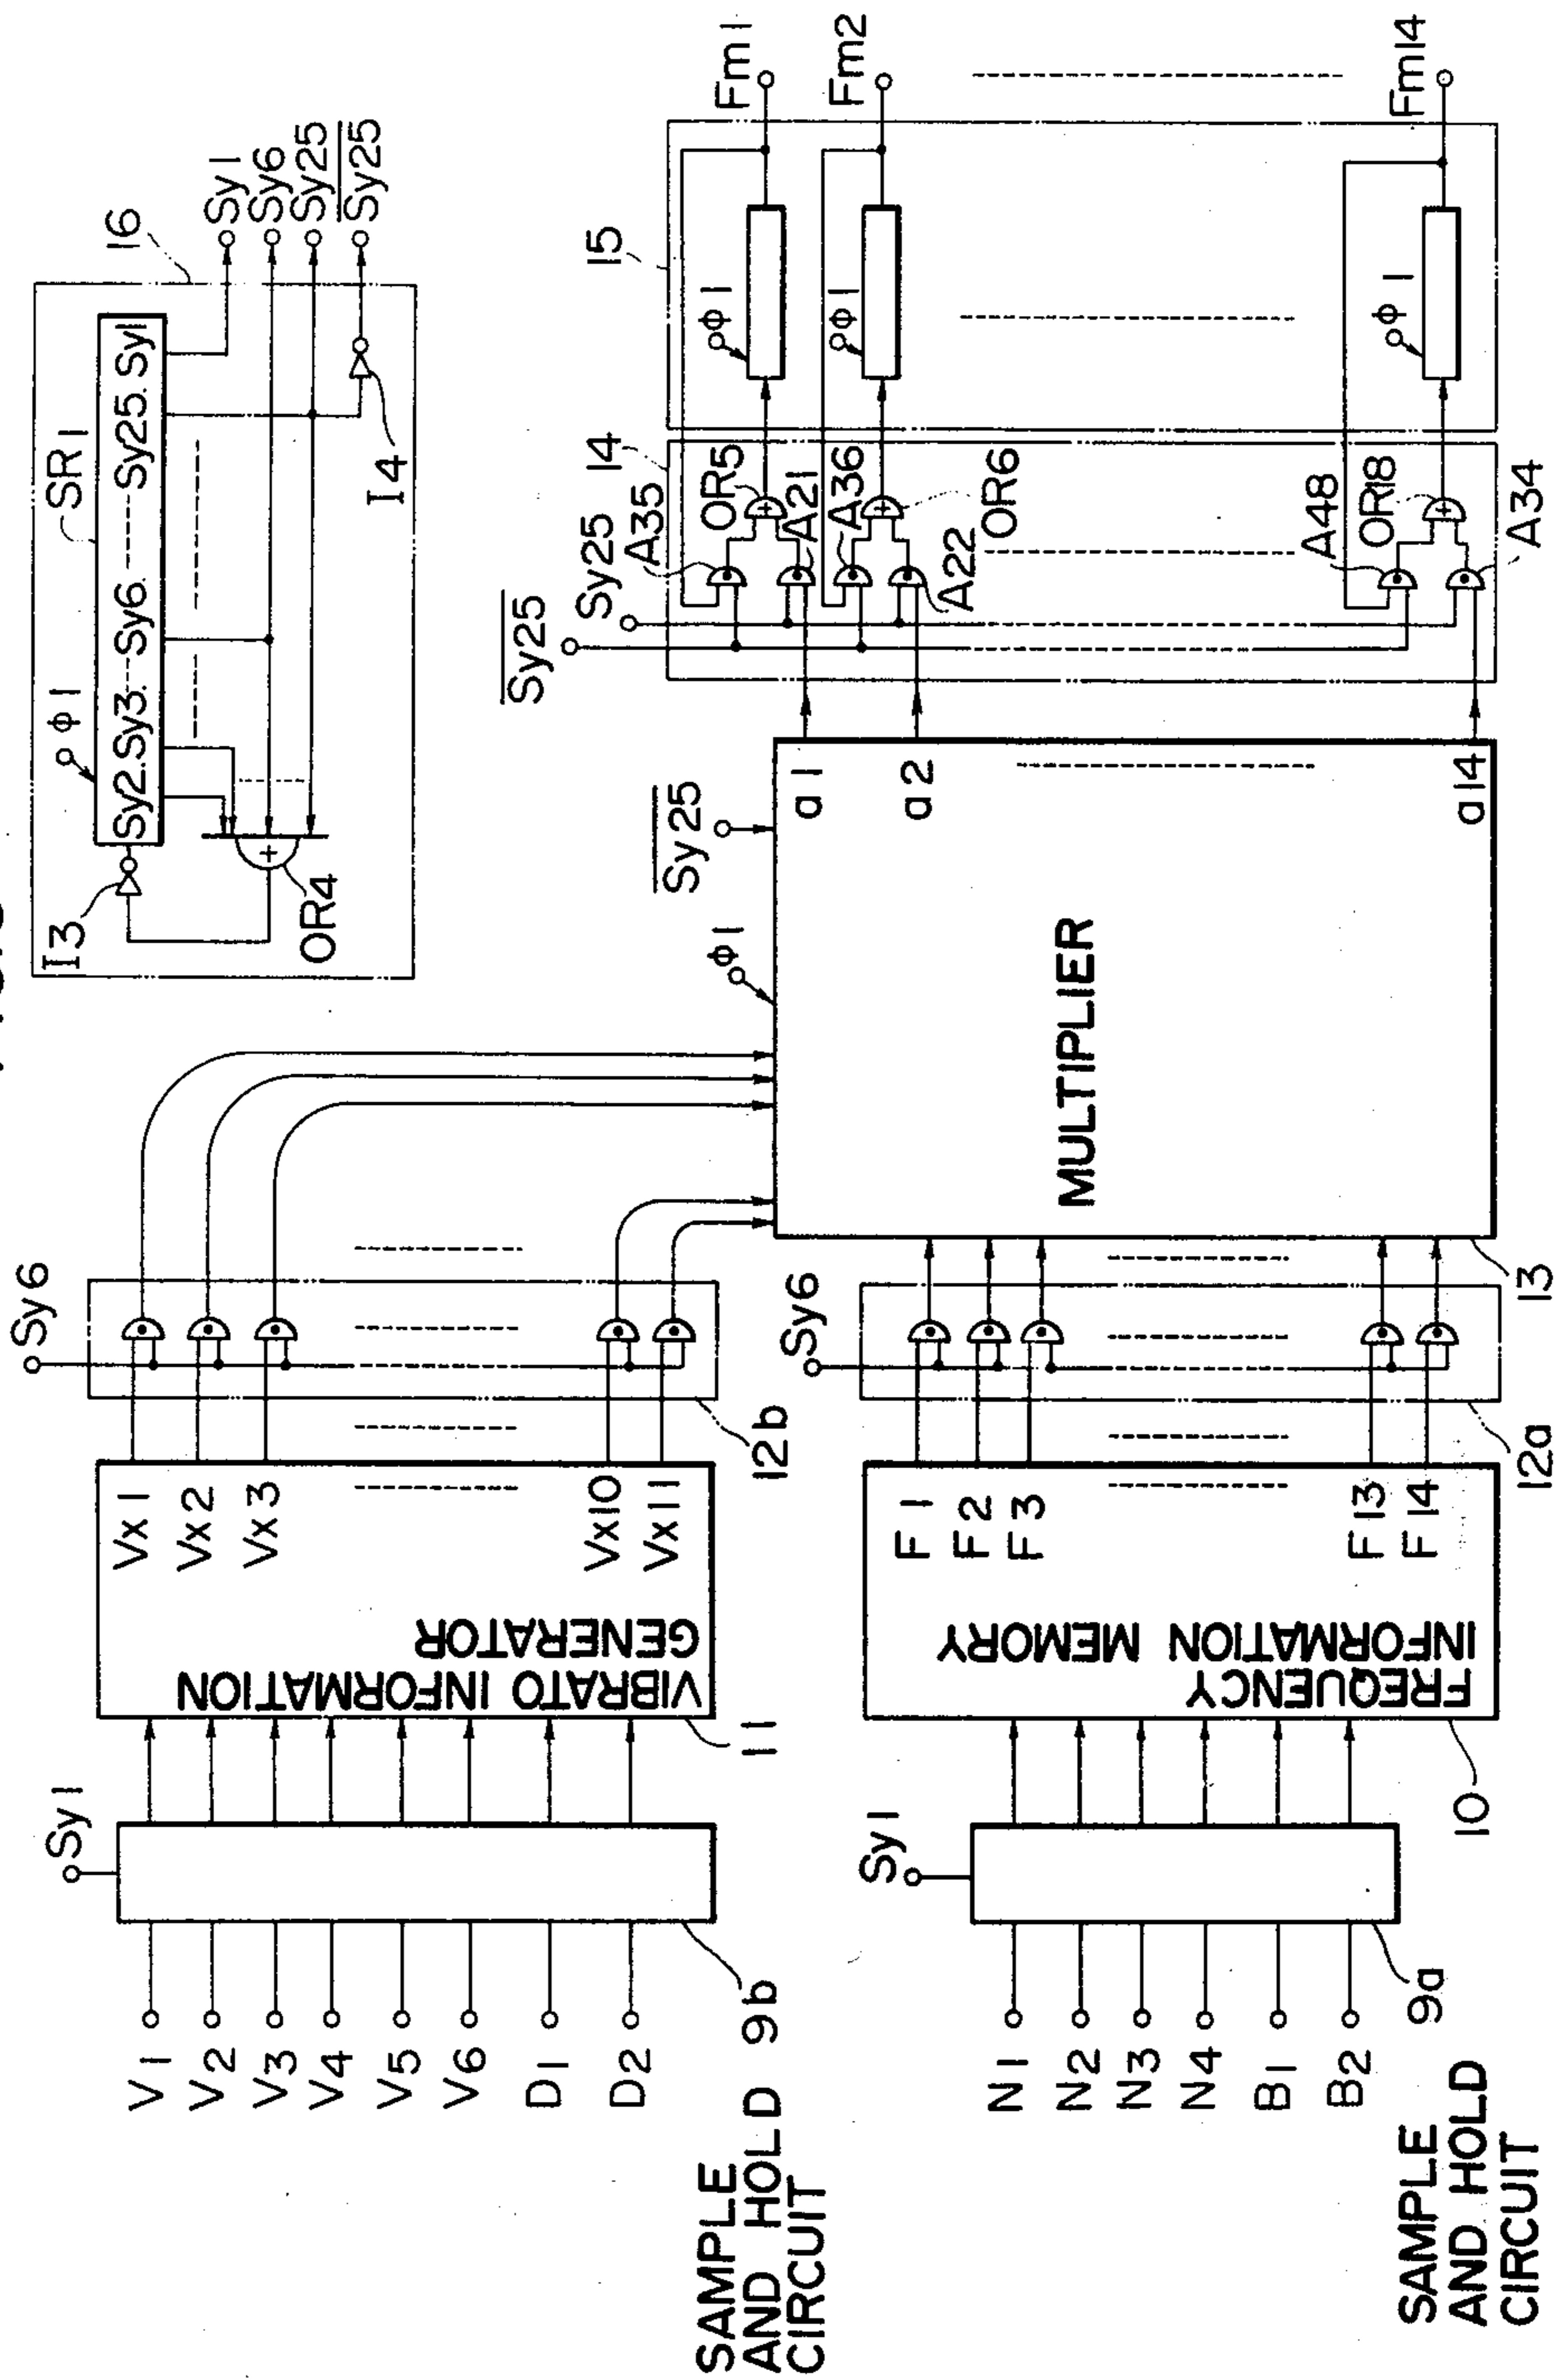 I3
φ1
SR1
16
Sy2. Sy3. Sy6. Sy25. Sy1
OR4
I4
Sy1
Sy6
Sy25
Sy25
V1
V2
V3
V4
V5
V6
D1
D2
SAMPLE
AND HOLD
CIRCUIT
9b
Sy1
VIBRATO INFORMATION
GENERATOR
11
Vx1
Vx2
Vx3
Vx10
Vx11
Sy6
12b
N1
N2
N3
N4
B1
B2
SAMPLE
AND HOLD
CIRCUIT
9a
Sy1
FREQUENCY
INFORMATION MEMORY
10
F1
F2
F3
F13
F14
Sy6
12a
MULTIPLIER
13
φ1
Sy25
a1
a2
a14
Sy25
Sy25
14
A35
OR5
A21
A36
OR6
A22
A48
OR18
A34
15
φ1
φ1
φ1
Fm1
Fm2
Fm14